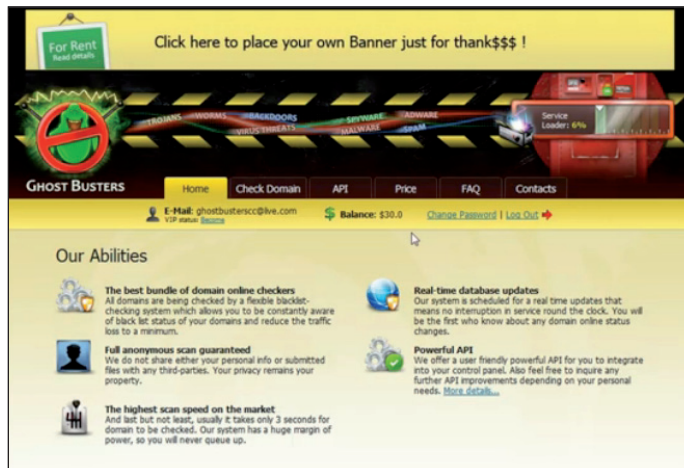 For Rent
Read details
Click here to place your own Banner just for thank$$$ !
TROJANS WORMS BACKDOORS SPYWARE ADWARE
VIRUS THREATS MALWARE SPAM
Service
Loader: 6%
GHOST BUSTERS
Home Check Domain API Price FAQ Contacts
E-Mail: ghostbusterscc@live.com Balance: $30.0 Change Password | Log Out
VIP status: Become
Our Abilities
The best bundle of domain online checkers
All domains are being checked by a flexible blacklist-
checking system which allows you to be constantly aware
of black list status of your domains and reduce the traffic
loss to a minimum.
Full anonymous scan guaranteed
We do not share either your personal info or submitted
files with any third-parties. Your privacy remains your
property.
The highest scan speed on the market
And last but not least, usually it takes only 3 seconds for
domain to be checked. Our system has a huge margin of
power, so you will never queue up.
Real-time database updates
Our system is scheduled for a real time updates that
means no interruption in service round the clock. You will
be the first who know about any domain online status
changes.
Powerful API
We offer a user friendly powerful API for you to integrate
into your control panel. Also feel free to inquire any
further API improvements depending on your personal
needs. More details...